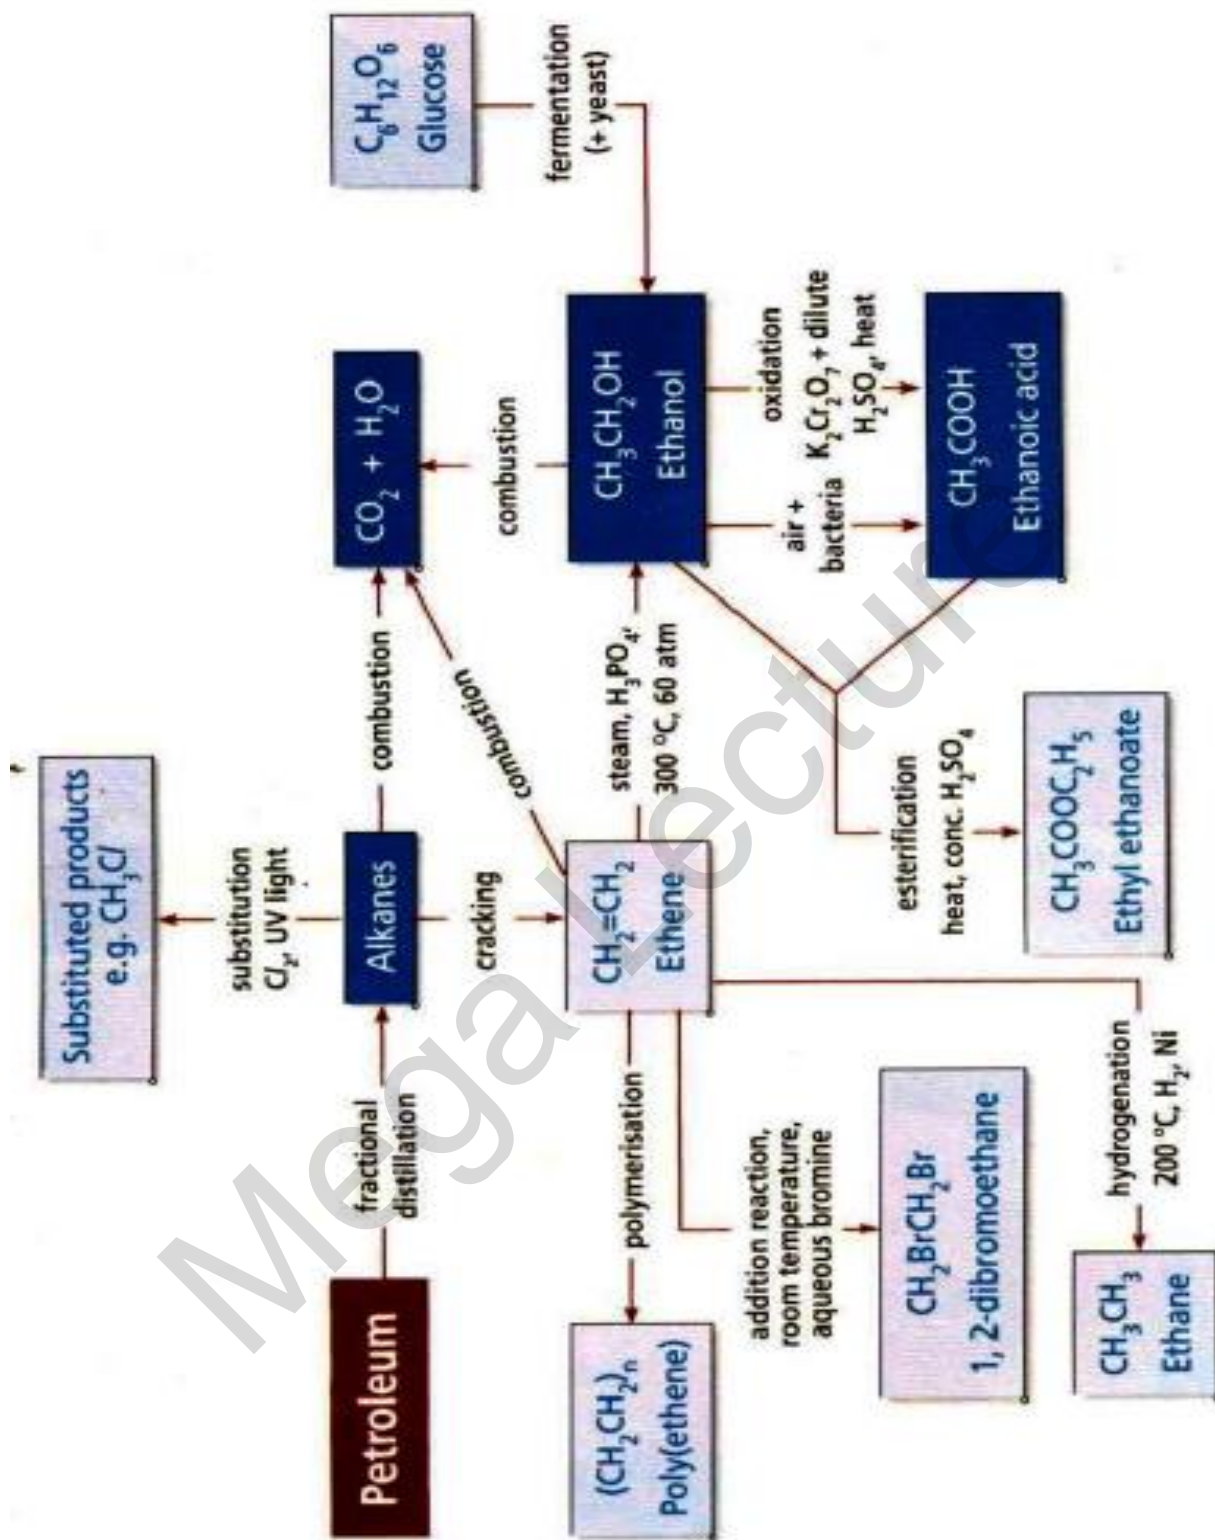 Substituted products
e.g. CH₃Cl
substitution
Cl₂, UV light
Petroleum
fractional
distillation
Alkanes
combustion
CO₂ + H₂O
C₆H₁₂O₆
Glucose
cracking
combustion
combustion
fermentation
(+ yeast)
(CH₂CH₂)ₙ
Poly(ethene)
polymerisation
CH₂=CH₂
Ethene
steam, H₃PO₄,
300 °C, 60 atm
CH₃CH₂OH
Ethanol
addition reaction,
room temperature,
aqueous bromine
air +
bacteria
oxidation
K₂Cr₂O₇ + dilute
H₂SO₄, heat
esterification
heat, conc. H₂SO₄
CH₂BrCH₂Br
1, 2-dibromoethane
CH₃COOH
Ethanoic acid
CH₃COOC₂H₅
Ethyl ethanoate
CH₃CH₃
Ethane
hydrogenation
200 °C, H₂, Ni
Mega Lecture